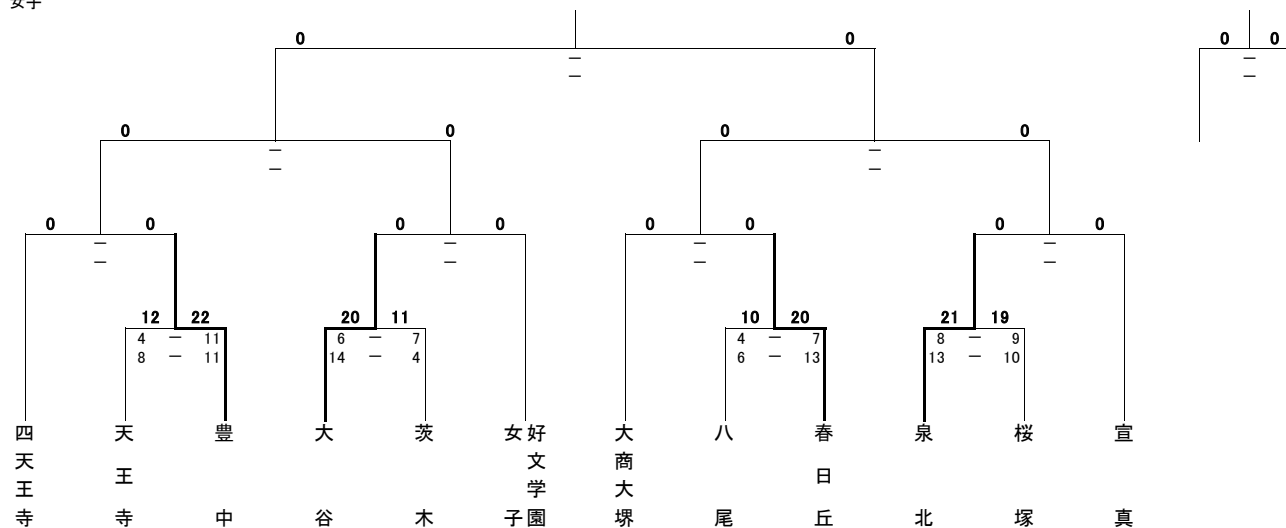 女子
0 0 0 0
― ―
― ―
0 0 0 0
― ―
― ―
0 0 0 0 0 0 0 0
― ― ― ―
― ― ― ―
12 22 20 11 10 20 21 19
4 ― 11 6 ― 7 4 ― 7 8 ― 9
8 ― 11 14 ― 4 6 ― 13 13 ― 10
四天王寺
天王寺
豊中
大谷
茨木
好文学園女子
大商大堺
八尾
春日丘
泉北
桜塚
宣真